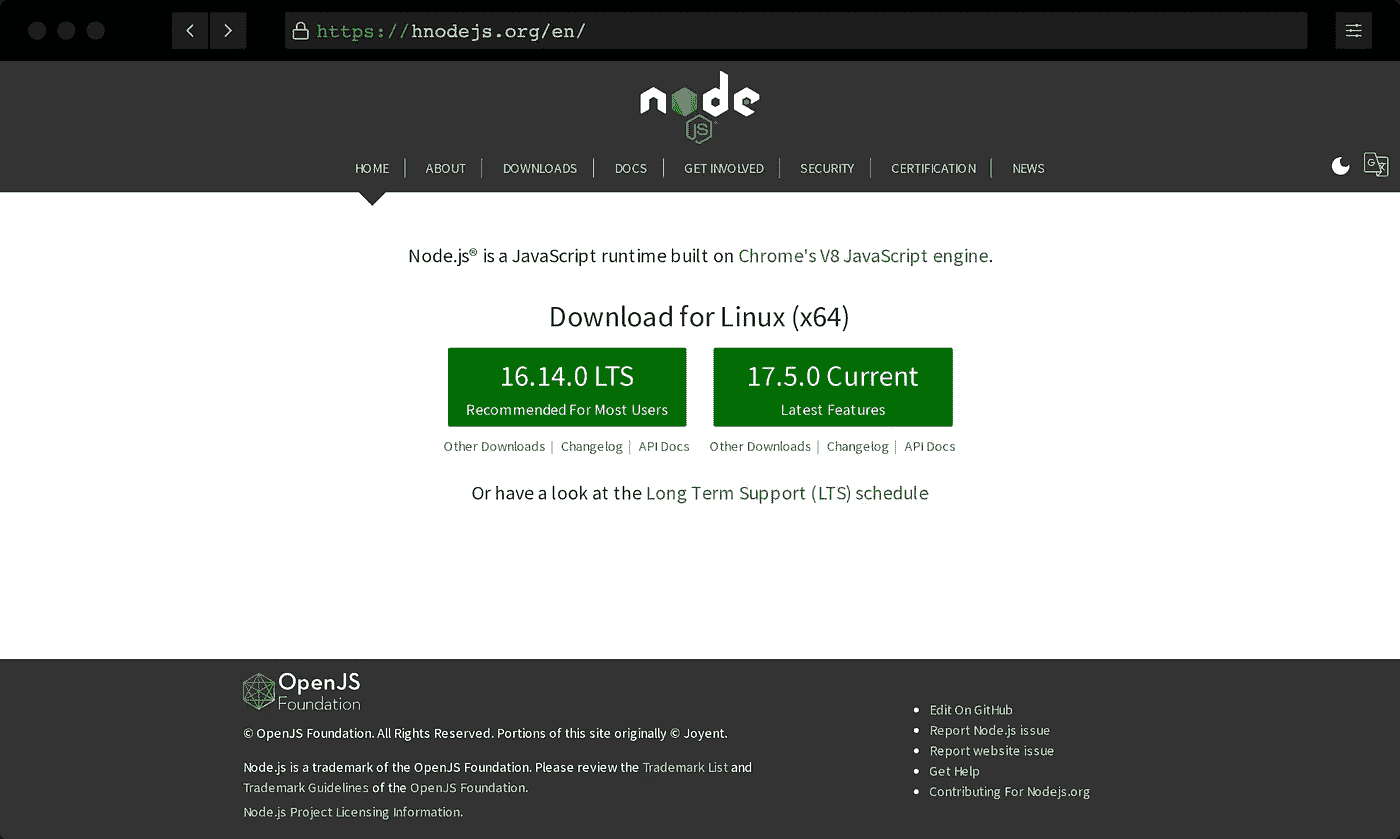 https://hnodejs.org/en/
node
JS
HOME ABOUT DOWNLOADS DOCS GET INVOLVED SECURITY CERTIFICATION NEWS
Node.js® is a JavaScript runtime built on Chrome's V8 JavaScript engine.
Download for Linux (x64)
16.14.0 LTS 17.5.0 Current
Recommended For Most Users Latest Features
Other Downloads | Changelog | API Docs Other Downloads | Changelog | API Docs
Or have a look at the Long Term Support (LTS) schedule
OpenJS
Foundation
© OpenJS Foundation. All Rights Reserved. Portions of this site originally © Joyent.
Node.js is a trademark of the OpenJS Foundation. Please review the Trademark List and
Trademark Guidelines of the OpenJS Foundation.
Node.js Project Licensing Information.
Edit On GitHub
Report Node.js issue
Report website issue
Get Help
Contributing For Nodejs.org